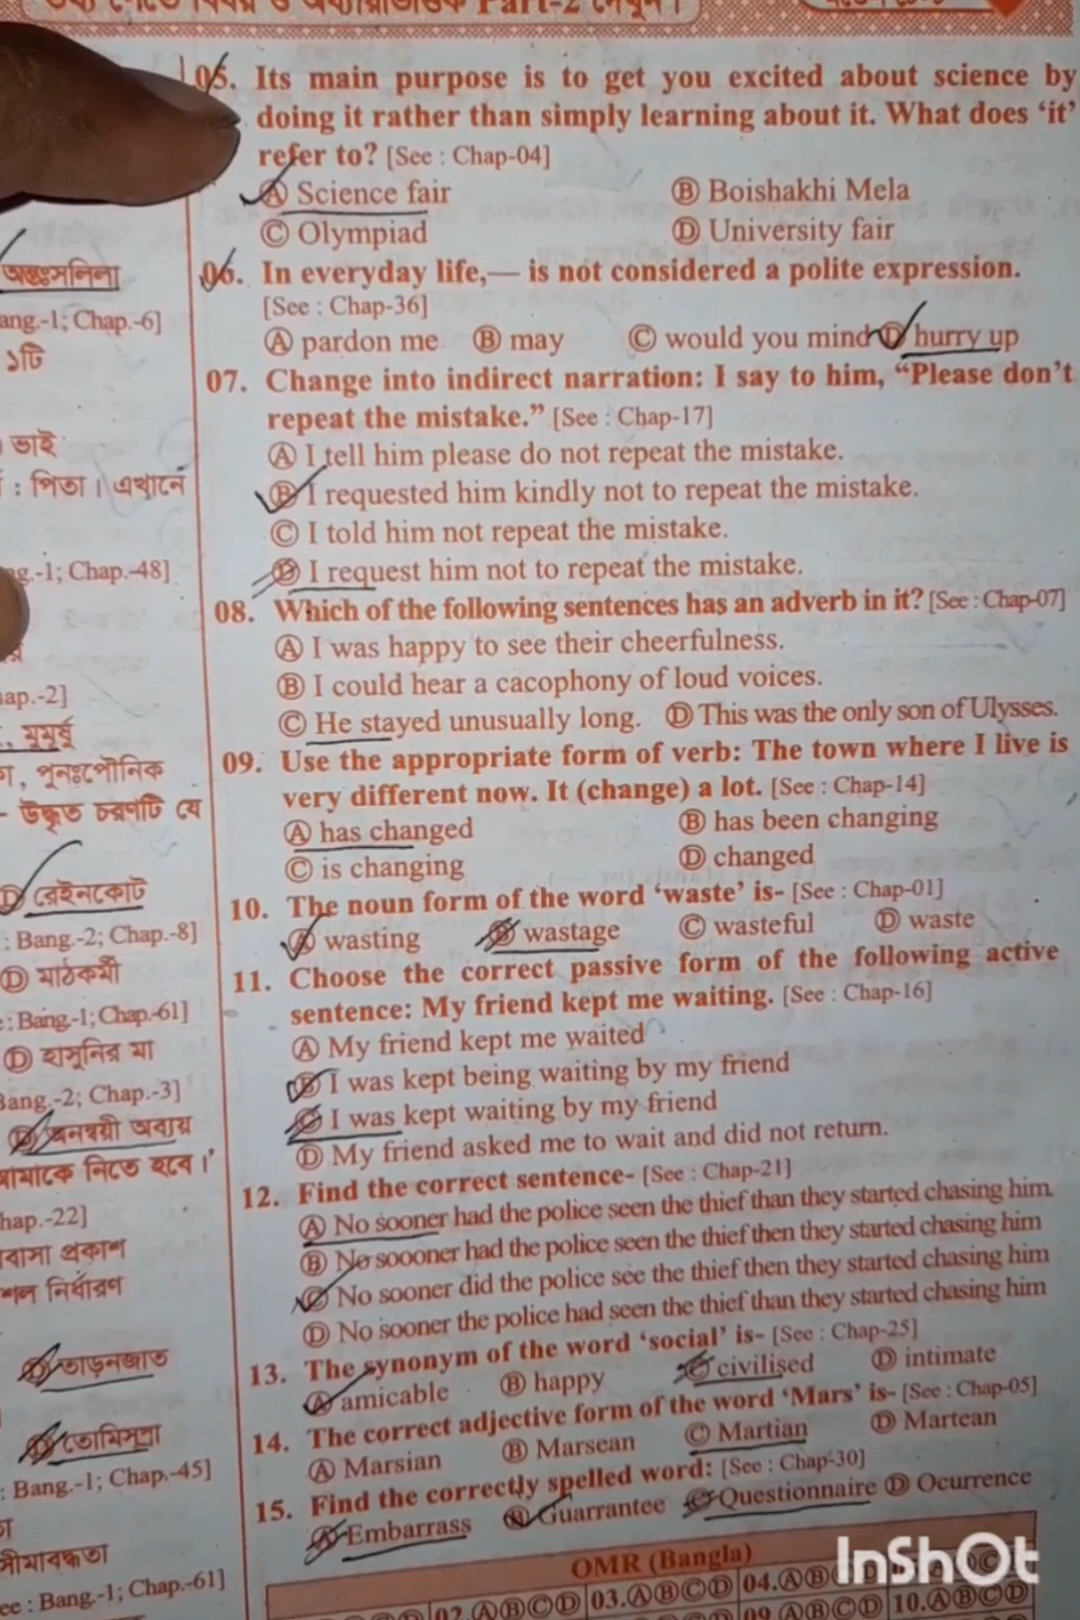 Part-2 দেখুন।
05. Its main purpose is to get you excited about science by
doing it rather than simply learning about it. What does ‘it’
refer to? [See : Chap-04]
Ⓐ Science fair Ⓑ Boishakhi Mela
Ⓒ Olympiad Ⓓ University fair
06. In everyday life,— is not considered a polite expression.
[See : Chap-36]
Ⓐ pardon me Ⓑ may Ⓒ would you mind Ⓓ hurry up
07. Change into indirect narration: I say to him, “Please don’t
repeat the mistake.” [See : Chap-17]
Ⓐ I tell him please do not repeat the mistake.
Ⓑ I requested him kindly not to repeat the mistake.
Ⓒ I told him not repeat the mistake.
Ⓓ I request him not to repeat the mistake.
08. Which of the following sentences has an adverb in it? [See : Chap-07]
Ⓐ I was happy to see their cheerfulness.
Ⓑ I could hear a cacophony of loud voices.
Ⓒ He stayed unusually long. Ⓓ This was the only son of Ulysses.
09. Use the appropriate form of verb: The town where I live is
very different now. It (change) a lot. [See : Chap-14]
Ⓐ has changed Ⓑ has been changing
Ⓒ is changing Ⓓ changed
10. The noun form of the word ‘waste’ is- [See : Chap-01]
Ⓐ wasting Ⓑ wastage Ⓒ wasteful Ⓓ waste
11. Choose the correct passive form of the following active
sentence: My friend kept me waiting. [See : Chap-16]
Ⓐ My friend kept me waited
Ⓑ I was kept being waiting by my friend
Ⓒ I was kept waiting by my friend
Ⓓ My friend asked me to wait and did not return.
12. Find the correct sentence- [See : Chap-21]
Ⓐ No sooner had the police seen the thief than they started chasing him.
Ⓑ No soooner had the police seen the thief then they started chasing him
Ⓒ No sooner did the police see the thief then they started chasing him
Ⓓ No sooner the police had seen the thief than they started chasing him
13. The synonym of the word ‘social’ is- [See : Chap-25]
Ⓐ amicable Ⓑ happy Ⓒ civilised Ⓓ intimate
14. The correct adjective form of the word ‘Mars’ is- [See : Chap-05]
Ⓐ Marsian Ⓑ Marsean Ⓒ Martian Ⓓ Martean
15. Find the correctly spelled word: [See : Chap-30]
Ⓐ Embarrass Ⓑ Guarrantee Ⓒ Questionnaire Ⓓ Ocurrence
OMR (Bangla)
02.ⒶⒷⒸⒹ 03.ⒶⒷⒸⒹ 04.ⒶⒷ
09.ⒶⒷⒸⒹ 10.ⒶⒷⒸⒹ
অন্তঃসলিলা
ang.-1; Chap.-6]
১টি
ভাই
: পিতা। এখানে
g.-1; Chap.-48]
ap.-2]
মুমূর্ষু
, পুনঃপৌনিক
- উদ্ধৃত চরণটি যে
Ⓓ রেইনকোট
: Bang.-2; Chap.-8]
Ⓓ মাঠকর্মী
: Bang.-1; Chap.-61]
Ⓓ হাসুনির মা
Bang.-2; Chap.-3]
অনন্বয়ী অব্যয়
আমাকে নিতে হবে।’
hap.-22]
প্রকাশ
নির্ধারণ
তাড়নজাত
: Bang.-1; Chap.-45]
সীমাবদ্ধতা
ee : Bang.-1; Chap.-61]
InShOt